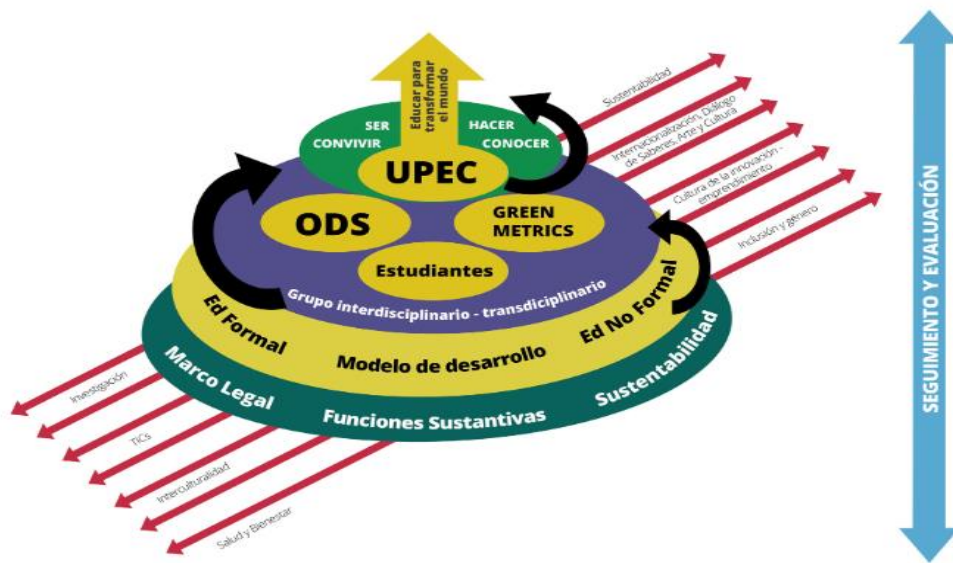 Educar para
transformar
el mundo
SER
HACER
CONVIVIR
CONOCER
UPEC
ODS
GREEN
METRICS
Estudiantes
Grupo interdisciplinario - transdiciplinario
Ed Formal
Modelo de desarrollo
Ed No Formal
Marco Legal
Funciones Sustantivas
Sustentabilidad
Sustentabilidad
Internacionalización, Diálogo
de Saberes, Arte y Cultura
Cultura de la innovación -
emprendimiento
Inclusión y género
Investigación
TICs
Interculturalidad
Salud y Bienestar
SEGUIMIENTO Y EVALUACIÓN